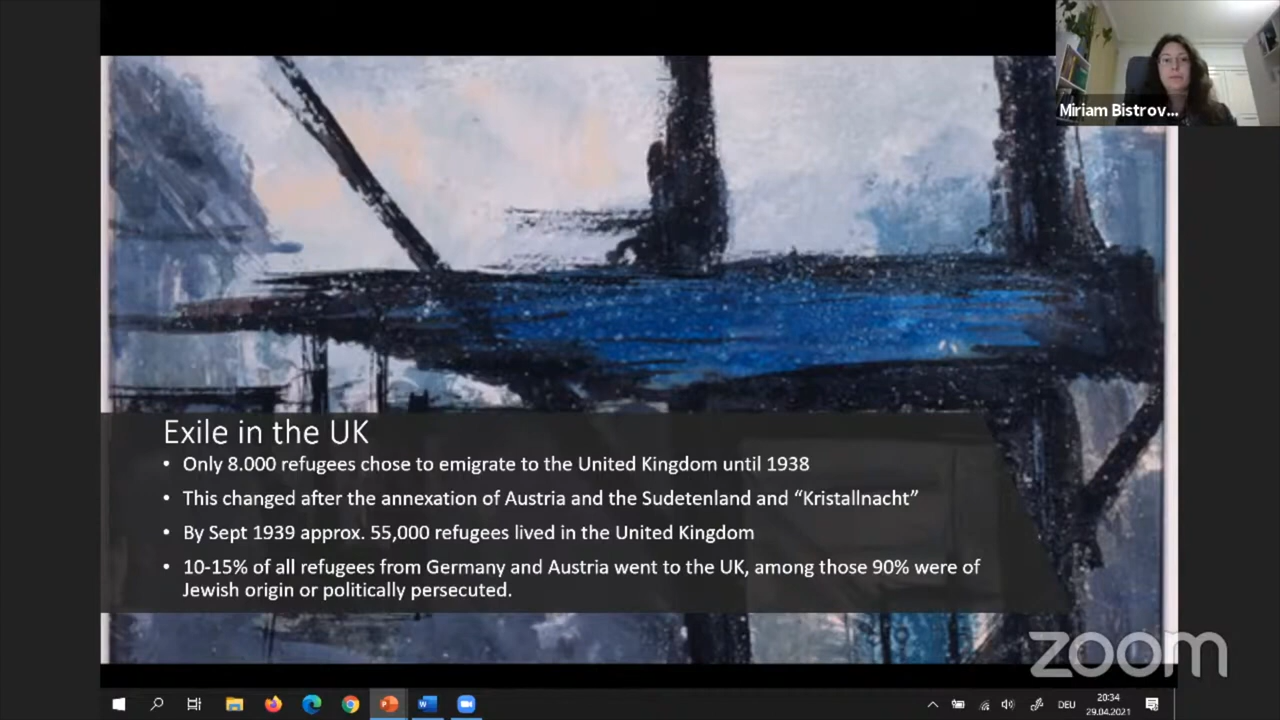 Miriam Bistrov...
Exile in the UK
• Only 8.000 refugees chose to emigrate to the United Kingdom until 1938
• This changed after the annexation of Austria and the Sudetenland and “Kristallnacht”
• By Sept 1939 approx. 55,000 refugees lived in the United Kingdom
• 10-15% of all refugees from Germany and Austria went to the UK, among those 90% were of
Jewish origin or politically persecuted.
zoom
DEU
20:34
29.04.2021